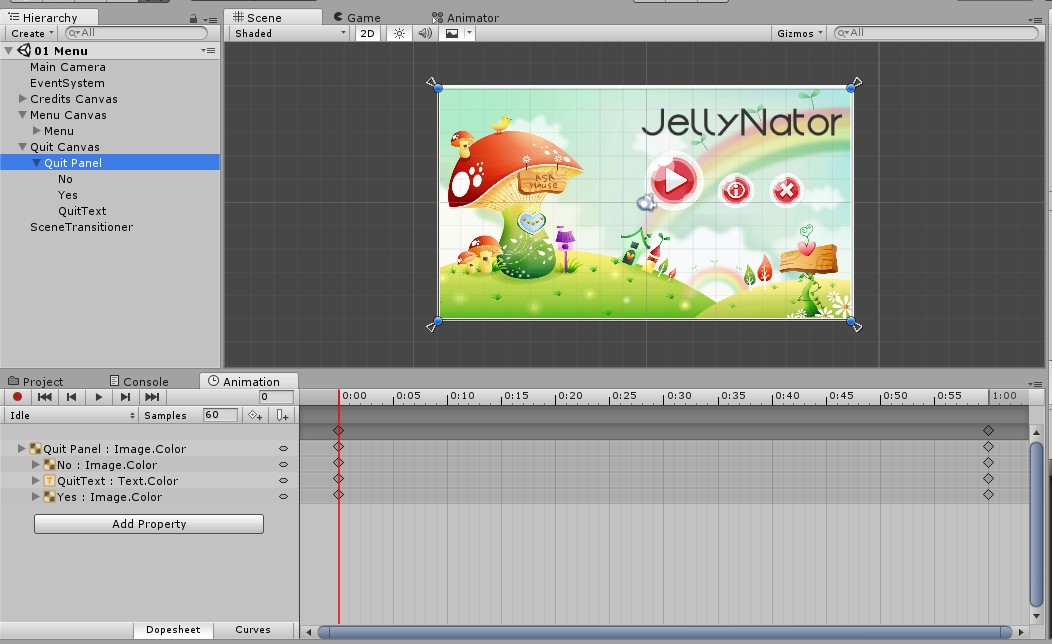 Hierarchy
Create
All
01 Menu
Main Camera
EventSystem
Credits Canvas
Menu Canvas
Menu
Quit Canvas
Quit Panel
No
Yes
QuitText
SceneTransitioner
Scene
Game
Animator
Shaded
2D
Gizmos
All
JellyNator
ASA
House
Project
Console
Animation
0
Idle
Samples
60
0:00
0:05
0:10
0:15
0:20
0:25
0:30
0:35
0:40
0:45
0:50
0:55
1:00
Quit Panel : Image.Color
No : Image.Color
QuitText : Text.Color
Yes : Image.Color
Add Property
Dopesheet
Curves